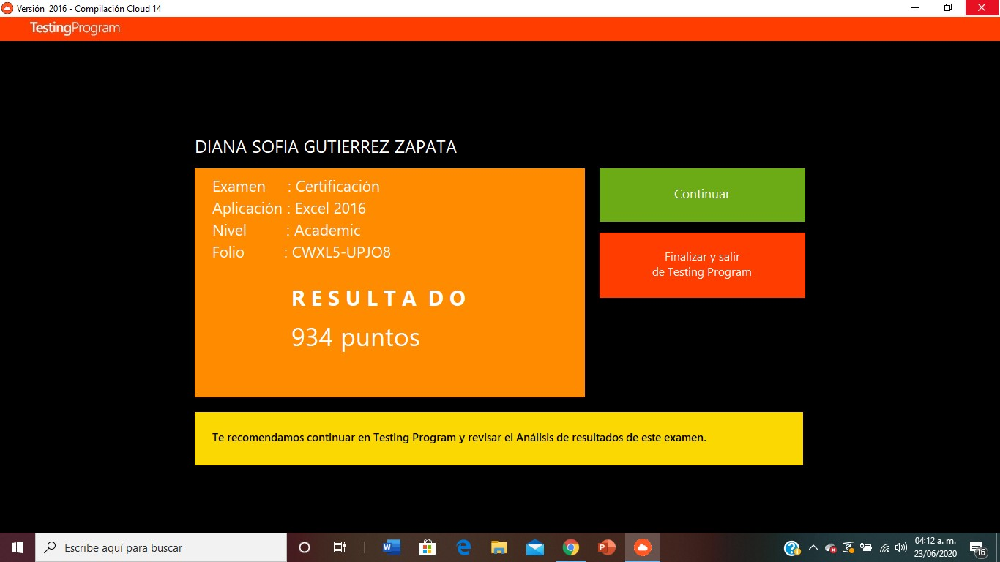 Versión 2016 - Compilación Cloud 14
TestingProgram
DIANA SOFIA GUTIERREZ ZAPATA
Examen : Certificación
Aplicación : Excel 2016
Nivel : Academic
Folio : CWXL5-UPJO8
RESULTADO
934 puntos
Continuar
Finalizar y salir
de Testing Program
Te recomendamos continuar en Testing Program y revisar el Análisis de resultados de este examen.
Escribe aquí para buscar
04:12 a. m.
23/06/2020
16